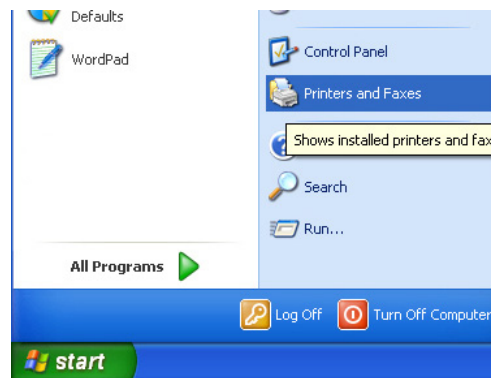 Defaults
WordPad
All Programs
Control Panel
Printers and Faxes
Shows installed printers and fax
Search
Run...
Log Off
Turn Off Computer
start